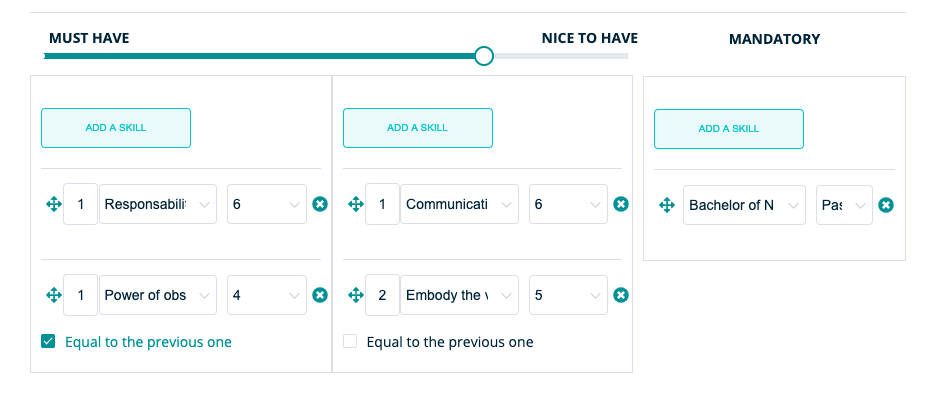 MUST HAVE
NICE TO HAVE
MANDATORY
ADD A SKILL
ADD A SKILL
ADD A SKILL
1 Responsabili 6
1 Communicati 6
Bachelor of N Pas
1 Power of obs 4
2 Embody the 5
Equal to the previous one
Equal to the previous one